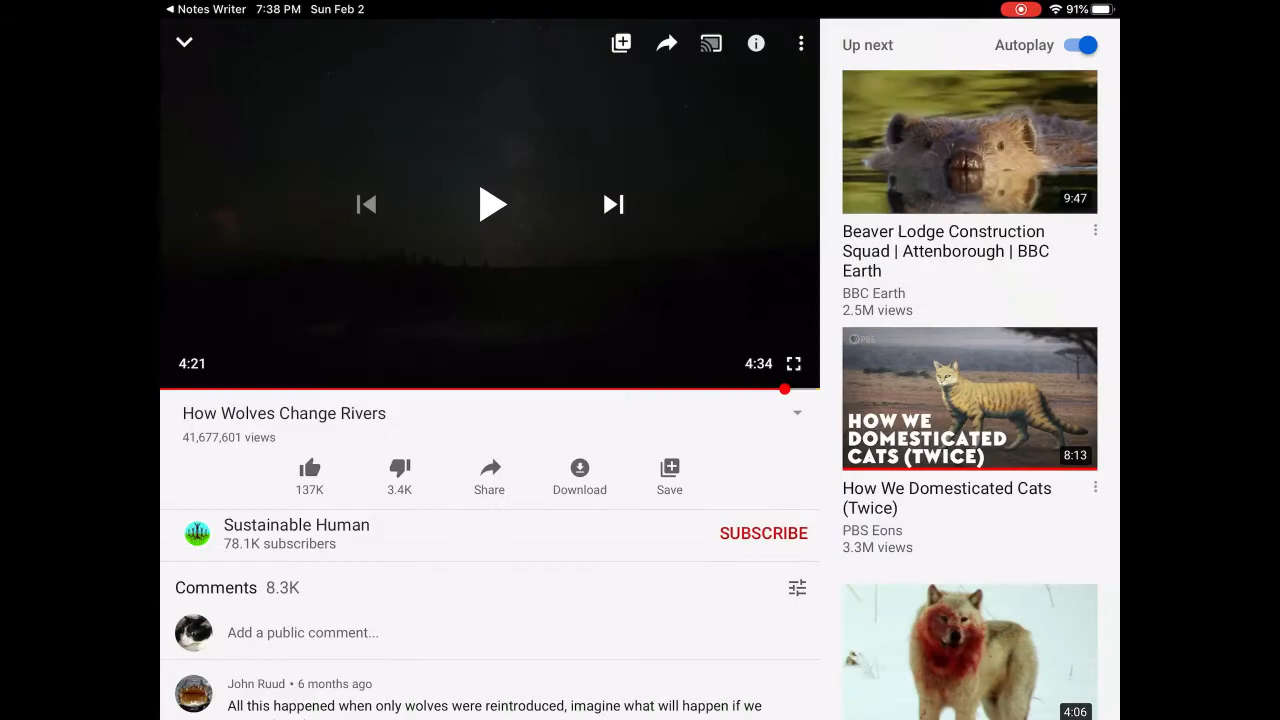 Notes Writer 7:38 PM Sun Feb 2
91%
4:21
4:34
How Wolves Change Rivers
41,677,601 views
137K
3.4K
Share
Download
Save
Sustainable Human
78.1K subscribers
SUBSCRIBE
Comments 8.3K
Add a public comment...
John Ruud • 6 months ago
All this happened when only wolves were reintroduced, imagine what will happen if we
Up next
Autoplay
9:47
Beaver Lodge Construction
Squad | Attenborough | BBC
Earth
BBC Earth
2.5M views
PBS
HOW WE
DOMESTICATED
CATS (TWICE)
8:13
How We Domesticated Cats
(Twice)
PBS Eons
3.3M views
4:06